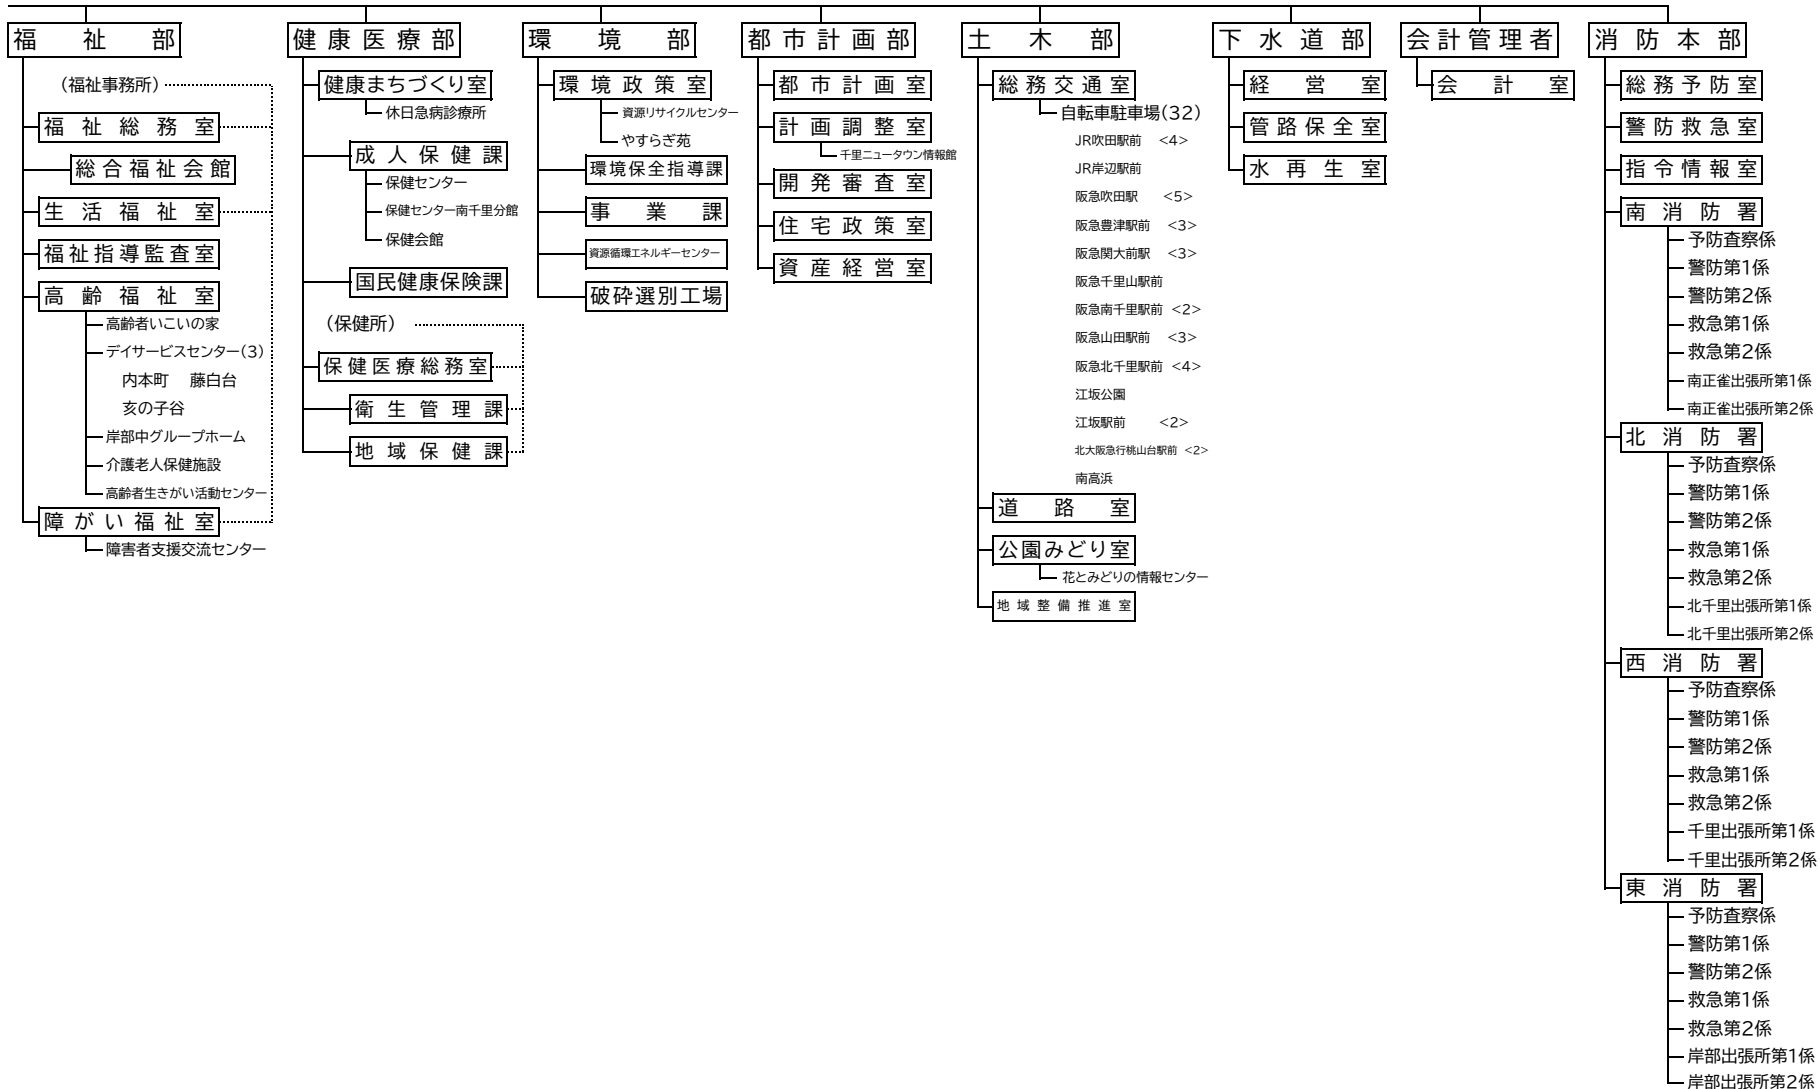 福祉部
（福祉事務所）
福祉総務室
総合福祉会館
生活福祉室
福祉指導監査室
高齢福祉室
高齢者いこいの家
デイサービスセンター（3）
内本町　藤白台
亥の子谷
岸部中グループホーム
介護老人保健施設
高齢者生きがい活動センター
障がい福祉室
障害者支援交流センター
健康医療部
健康まちづくり室
休日急病診療所
成人保健課
保健センター
保健センター南千里分館
保健会館
国民健康保険課
（保健所）
保健医療総務室
衛生管理課
地域保健課
環境部
環境政策室
資源リサイクルセンター
やすらぎ苑
環境保全指導課
事業課
資源循環エネルギーセンター
破砕選別工場
都市計画部
都市計画室
計画調整室
千里ニュータウン情報館
開発審査室
住宅政策室
資産経営室
土木部
総務交通室
自転車駐車場（32）
JR吹田駅前　<4>
JR岸辺駅前
阪急吹田駅　<5>
阪急豊津駅前　<3>
阪急関大前駅　<3>
阪急千里山駅前
阪急南千里駅前 <2>
阪急山田駅前　<3>
阪急北千里駅前 <4>
江坂公園
江坂駅前　<2>
北大阪急行桃山台駅前 <2>
南高浜
道路室
公園みどり室
花とみどりの情報センター
地域整備推進室
下水道部
経営室
管路保全室
水再生室
会計管理者
会計室
消防本部
総務予防室
警防救急室
指令情報室
南消防署
予防査察係
警防第1係
警防第2係
救急第1係
救急第2係
南正雀出張所第1係
南正雀出張所第2係
北消防署
予防査察係
警防第1係
警防第2係
救急第1係
救急第2係
北千里出張所第1係
北千里出張所第2係
西消防署
予防査察係
警防第1係
警防第2係
救急第1係
救急第2係
千里出張所第1係
千里出張所第2係
東消防署
予防査察係
警防第1係
警防第2係
救急第1係
救急第2係
岸部出張所第1係
岸部出張所第2係